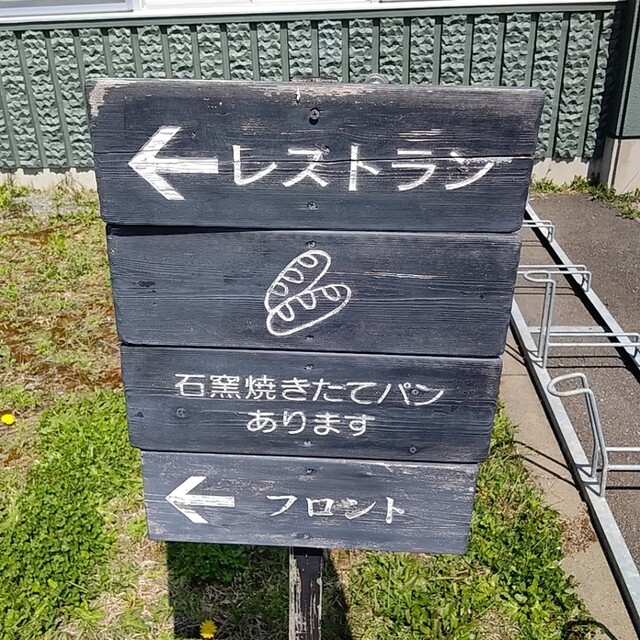 ←レストラン
石窯焼きたてパン
あります
←フロント